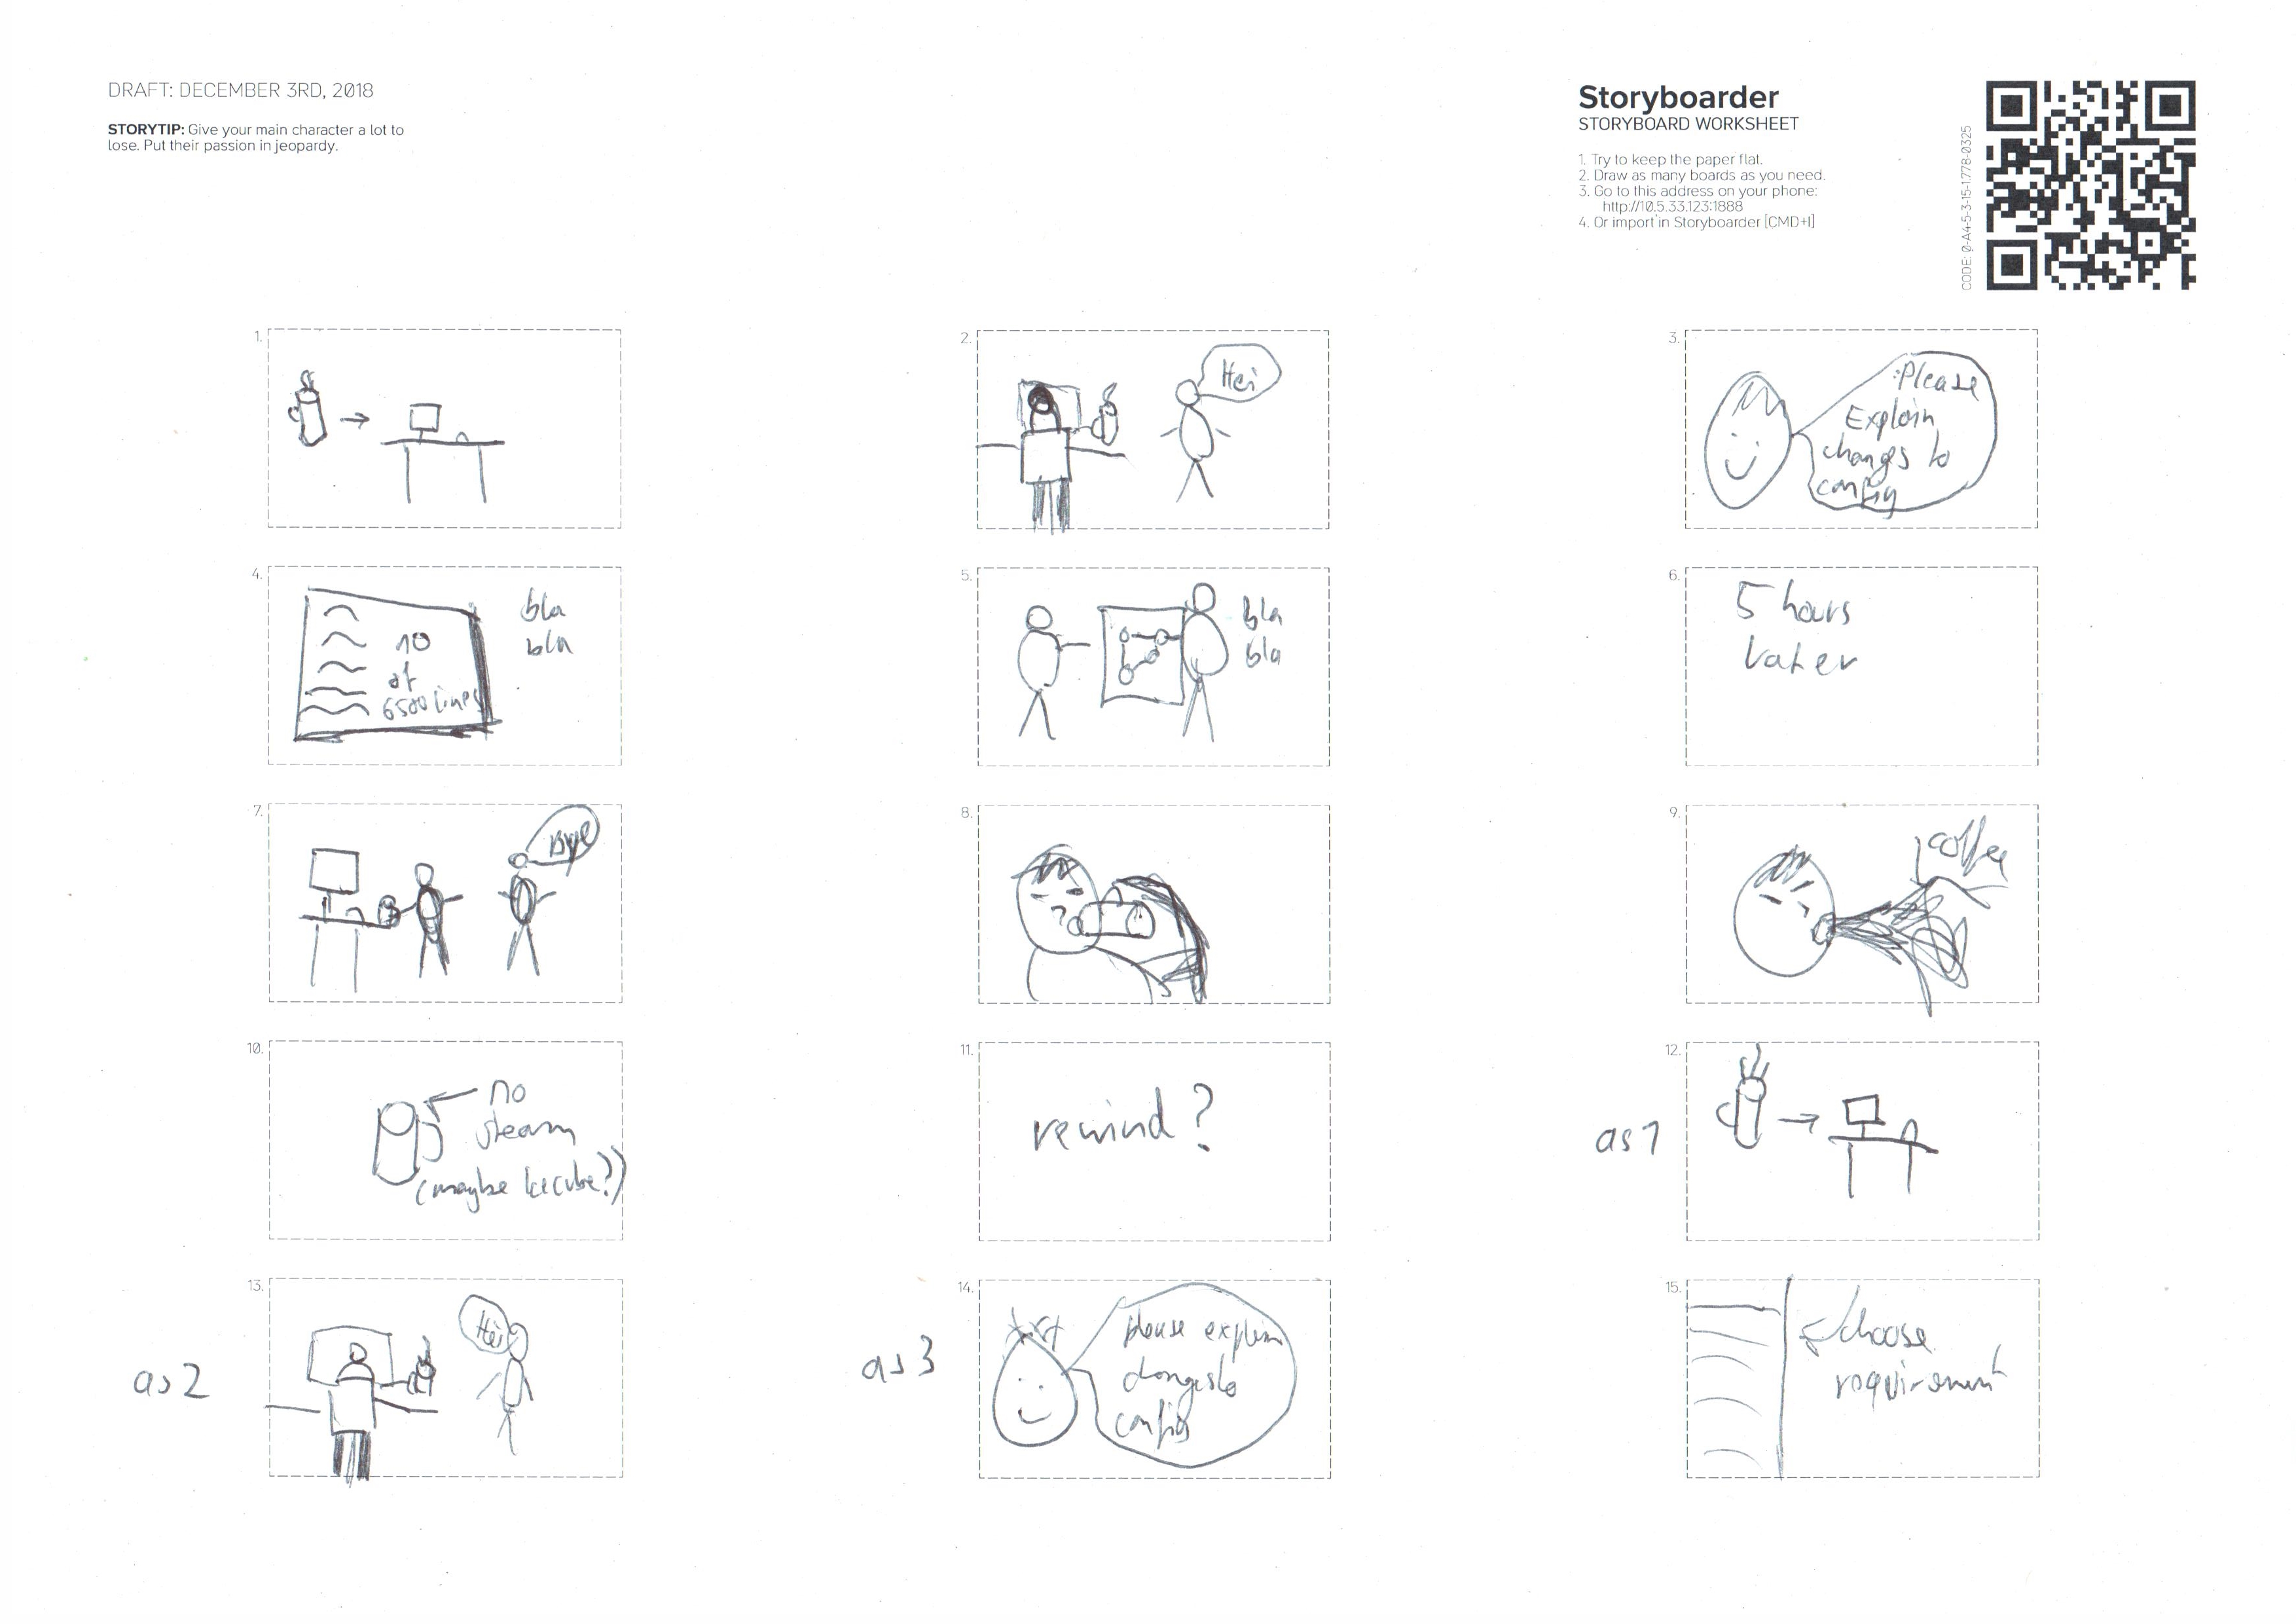 DRAFT: DECEMBER 3RD, 2018
STORYTIP: Give your main character a lot to
lose. Put their passion in jeopardy.
Storyboarder
STORYBOARD WORKSHEET
1. Try to keep the paper flat.
2. Draw as many boards as you need.
3. Go to this address on your phone:
http://10.5.33.123:1888
4. Or import in Storyboarder [CMD+I]
CODE: 0-A4-5-3-15-1778-0325
1.
2.
Hei
3.
Please
Explain
changes to
config
4.
10
of
6500 lines
bla
bla
5.
Bla
bla
6.
5 hours
later
7.
Bye
8.
9.
coffee
10.
no
steam
(maybe Icecube?)
11.
rewind?
12.
as 1
13.
Hei
as 2
14.
please explain
changes to
config
as 3
15.
choose
requirement